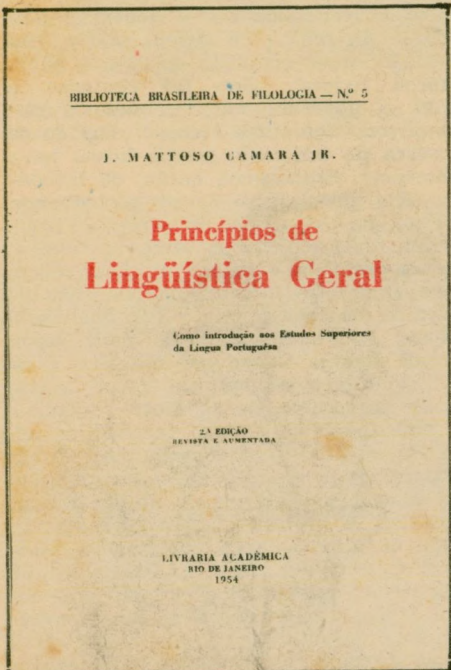 BIBLIOTECA BRASILEIRA DE FILOLOGIA — N.º 5
J. MATTOSO CAMARA JR.
Princípios de
Lingüística Geral
Como introdução aos Estudos Superiores
da Língua Portuguêsa
2.ª EDIÇÃO
REVISTA E AUMENTADA
LIVRARIA ACADÊMICA
RIO DE JANEIRO
1954